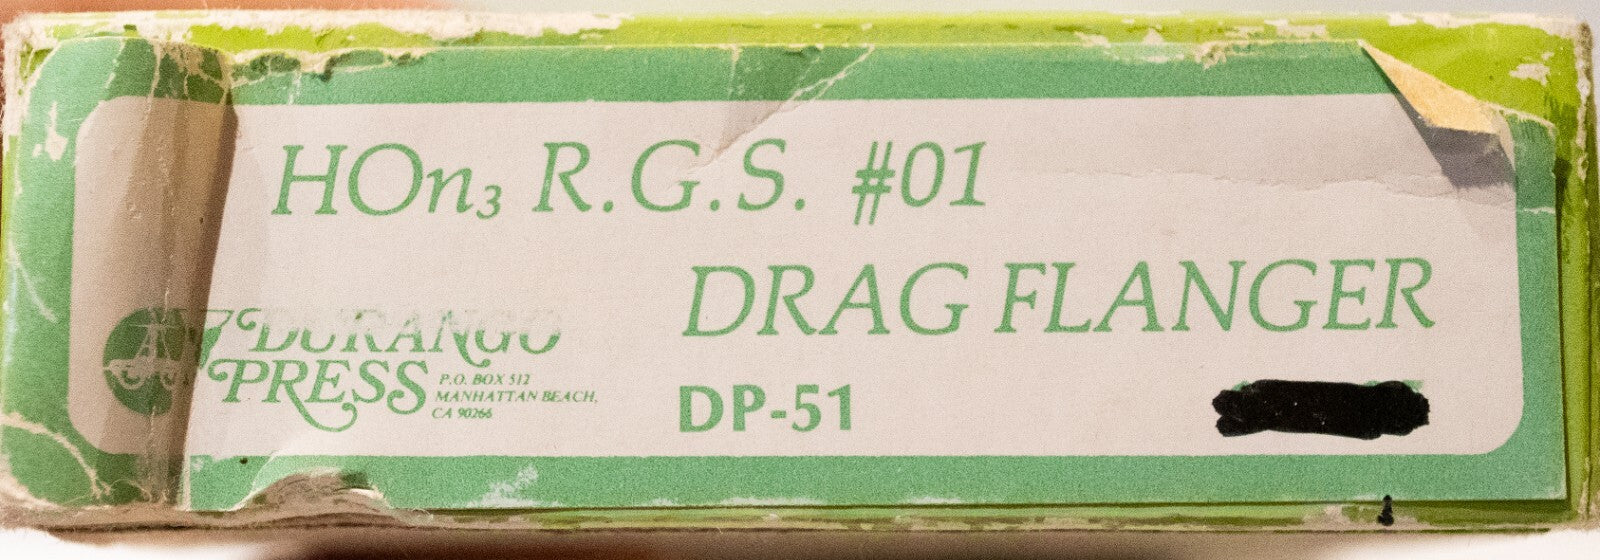 HOn3 R.G.S. #01
DRAG FLANGER
DURANGO
PRESS
P.O. BOX 512
MANHATTAN BEACH,
CA 90266
DP-51